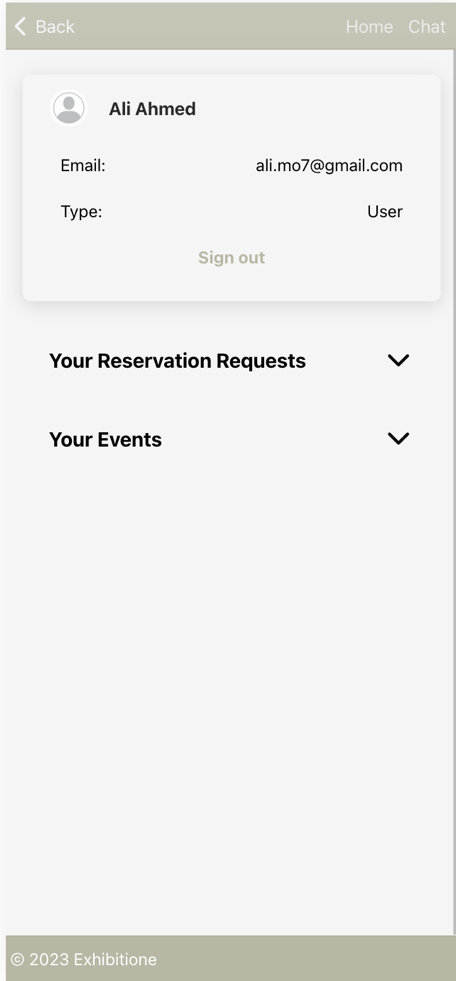 Back Home Chat
Ali Ahmed
Email: ali.mo7@gmail.com
Type: User
Sign out
Your Reservation Requests
Your Events
© 2023 Exhibitione